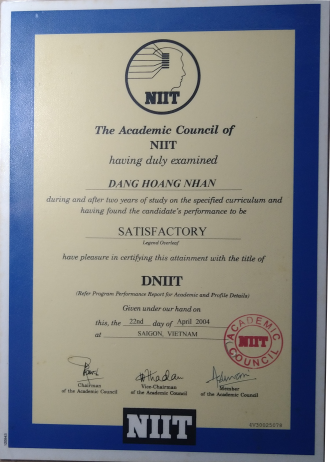 NIIT
The Academic Council of
NIIT
having duly examined
DANG HOANG NHAN
during and after two years of study on the specified curriculum and
having found the candidate's performance to be
SATISFACTORY
Legend Overleaf
have pleasure in certifying this attainment with the title of
DNIIT
(Refer Program Performance Report for Academic and Profile Details)
Given under our hand on
this, the 22nd day of April 2004
at SAIGON, VIETNAM
ACADEMIC
NIIT
COUNCIL
Chairman
of the Academic Council
Vice-Chairman
of the Academic Council
Member
of the Academic Council
NIIT